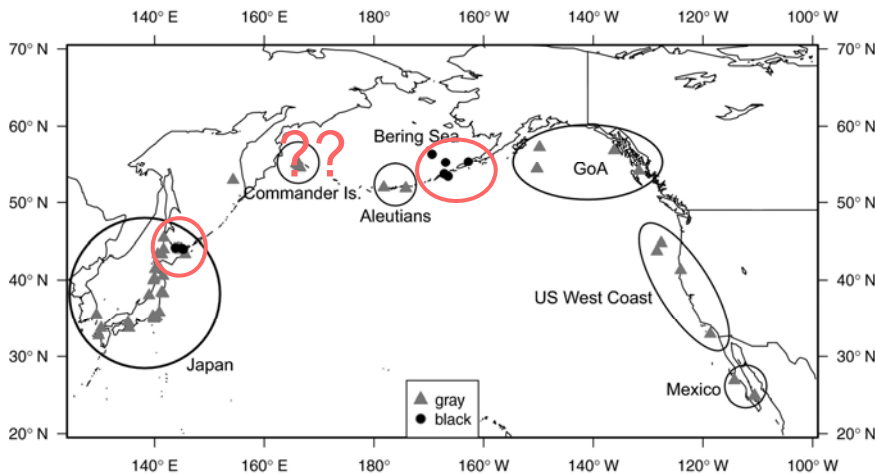 140° E 160° E 180° 160° W 140° W 120° W 100° W
70° N 70° N
60° N 60° N
Bering Sea
??
GoA
Commander Is.
50° N 50° N
Aleutians
40° N 40° N
US West Coast
30° N 30° N
Japan
Mexico
gray
black
20° N 20° N
140° E 160° E 180° 160° W 140° W 120° W 100° W